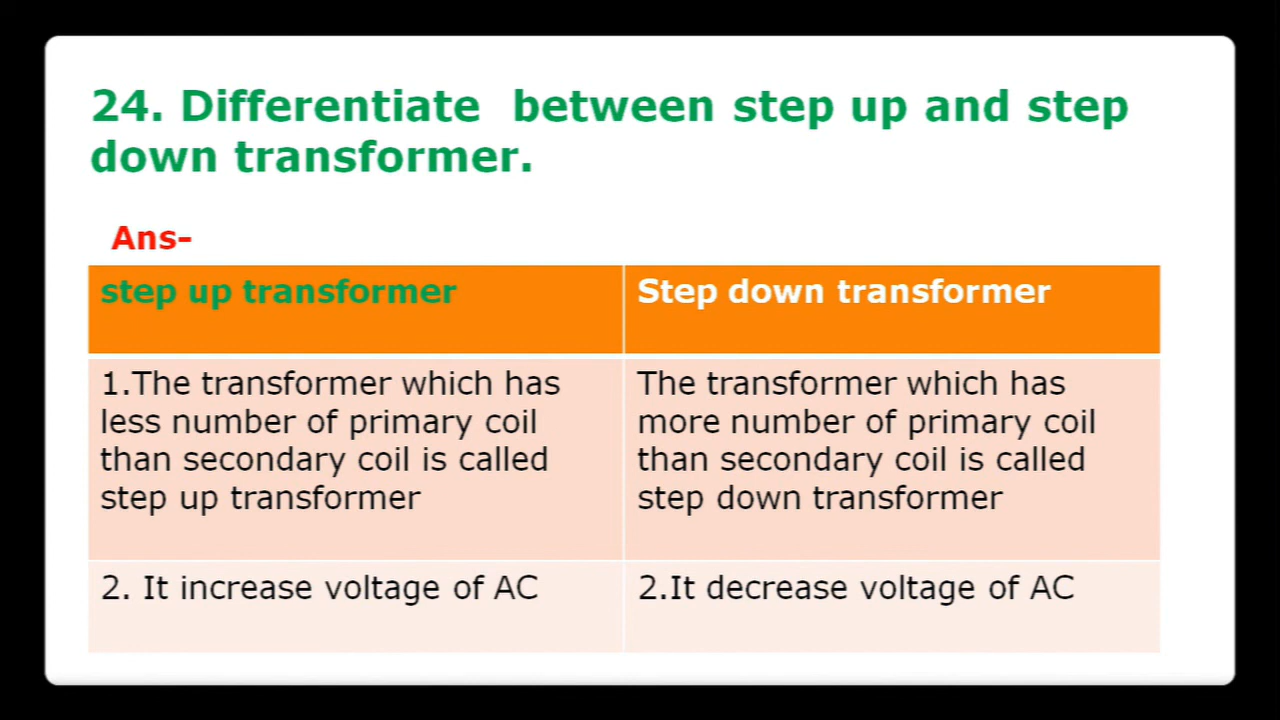 24. Differentiate  between step up and step
down transformer.
Ans-
step up transformer
Step down transformer
1.The transformer which has
less number of primary coil
than secondary coil is called
step up transformer
The transformer which has
more number of primary coil
than secondary coil is called
step down transformer
2. It increase voltage of AC
2.It decrease voltage of AC